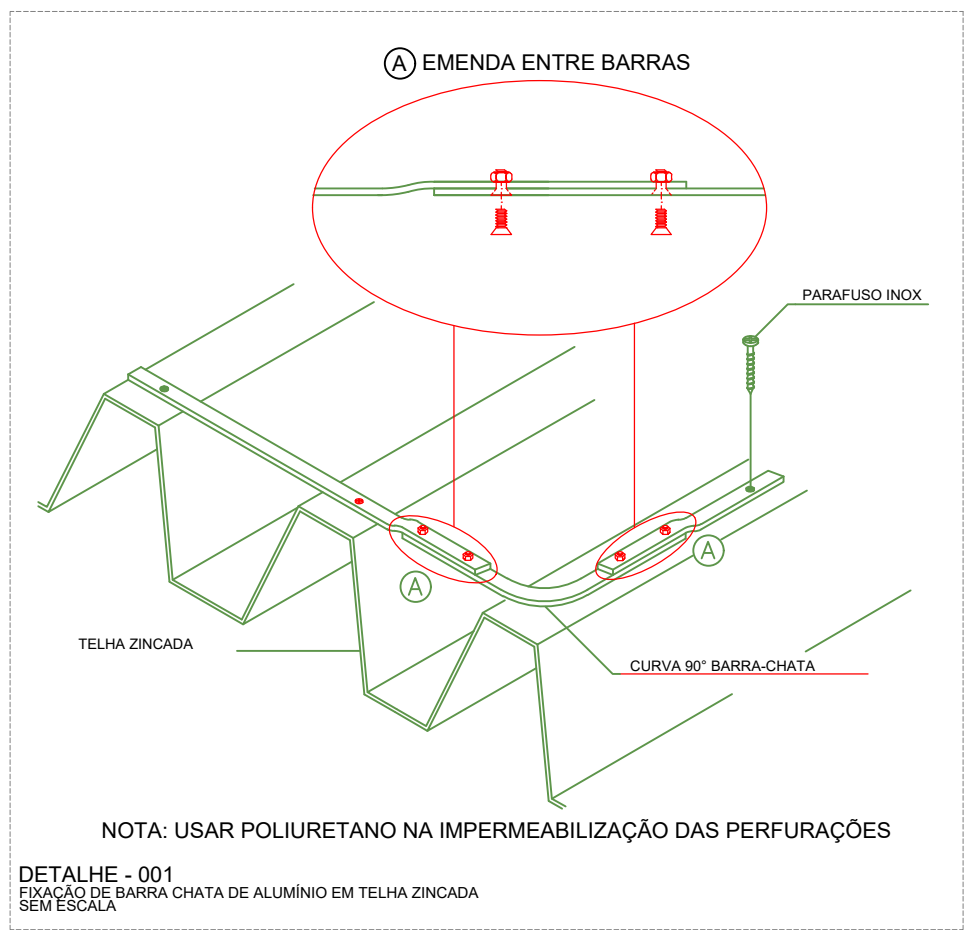 A EMENDA ENTRE BARRAS
PARAFUSO INOX
A
A
TELHA ZINCADA
CURVA 90° BARRA-CHATA
NOTA: USAR POLIURETANO NA IMPERMEABILIZAÇÃO DAS PERFURAÇÕES
DETALHE - 001
FIXAÇÃO DE BARRA CHATA DE ALUMÍNIO EM TELHA ZINCADA
SEM ESCALA